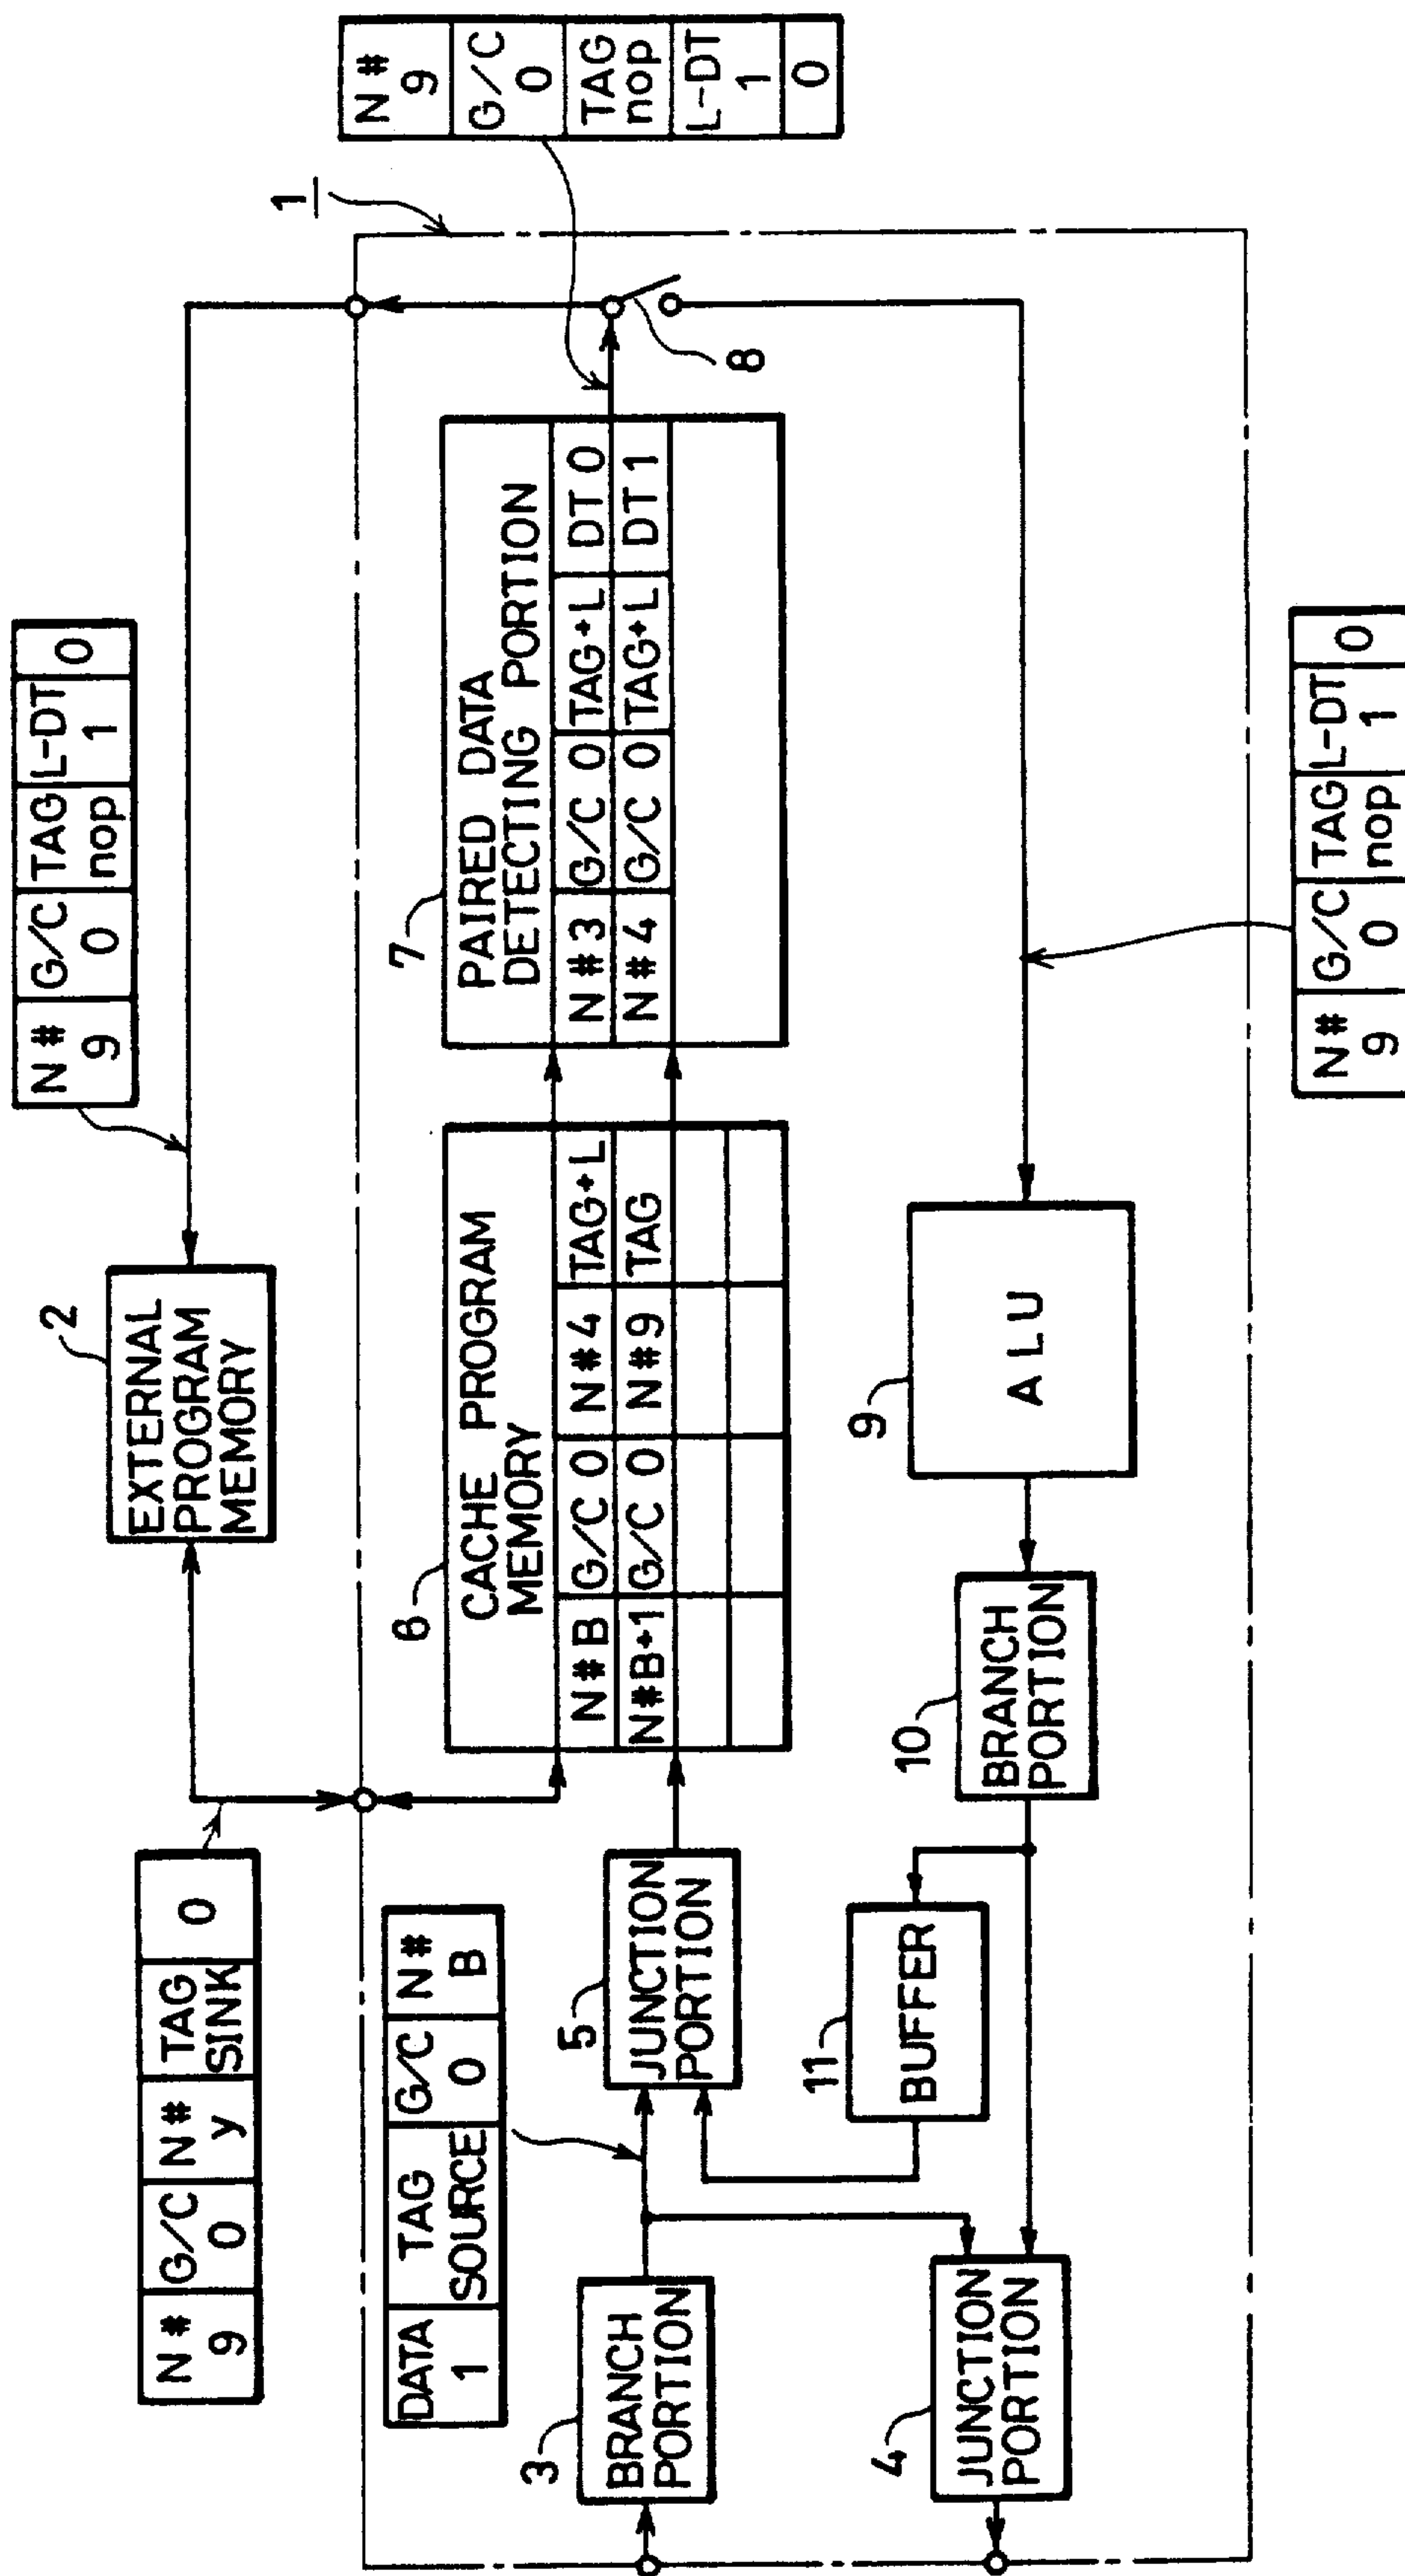 N# G/C TAG L-DT
9 0 nop 1 0
2
EXTERNAL
PROGRAM
MEMORY
N# G/C N# TAG
9 0 y SINK 0
1
N# G/C TAG L-DT
9 0 nop 1 0
DATA TAG G/C N#
1 SOURCE 0 B
6
CACHE PROGRAM
MEMORY
N#B G/C 0 N#4 TAG+L
N#B+1 G/C 0 N#9 TAG
7
PAIRED DATA
DETECTING PORTION
N#3 G/C 0 TAG+L DT 0
N#4 G/C 0 TAG+L DT 1
3
BRANCH
PORTION
5
JUNCTION
PORTION
8
11
BUFFER
9
ALU
10
BRANCH
PORTION
4
JUNCTION
PORTION
N# G/C TAG L-DT
9 0 nop 1 0